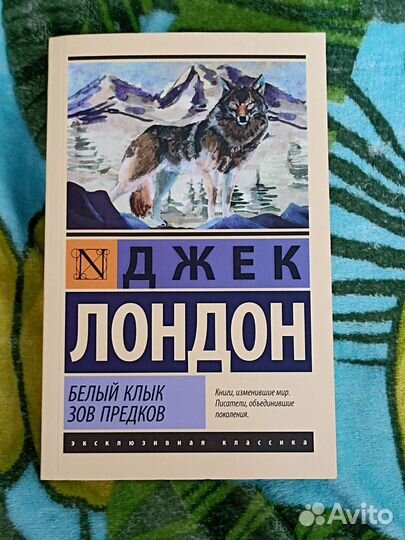 N
ДЖЕК
ЛОНДОН
БЕЛЫЙ КЛЫК
ЗОВ ПРЕДКОВ
Книги, изменившие мир.
Писатели, объединившие
поколения.
эксклюзивная классика
Avito